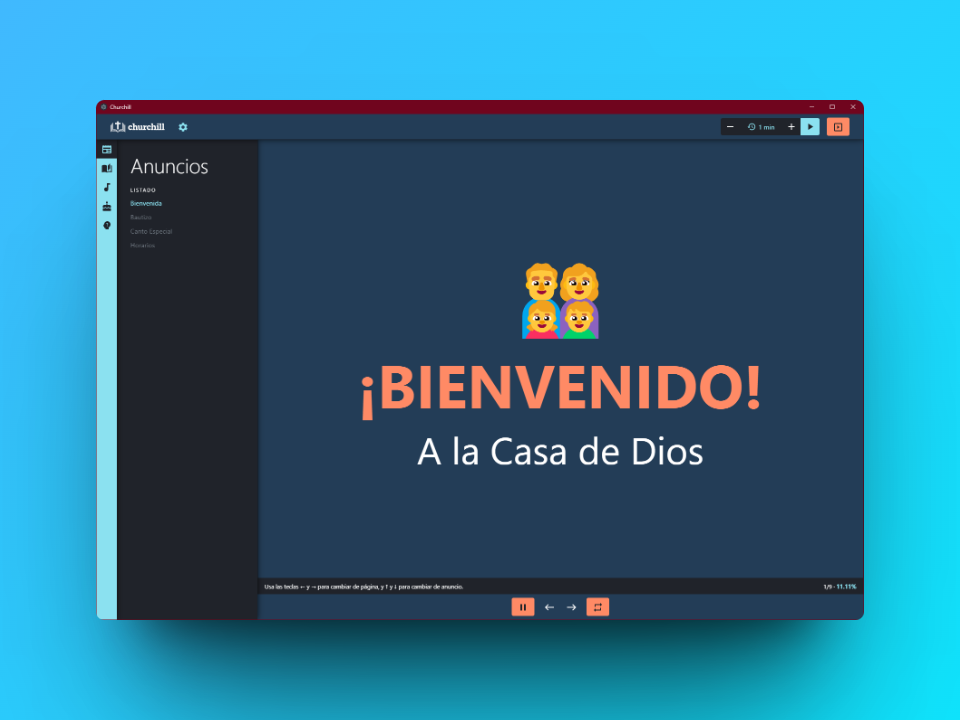 Churchill
churchill
1 min
Anuncios
LISTADO
Bienvenida
Bautizo
Canto Especial
Horarios
¡BIENVENIDO!
A la Casa de Dios
Usa las teclas ← y → para cambiar de página, y ↑ y ↓ para cambiar de anuncio.
1/9 - 11.11%